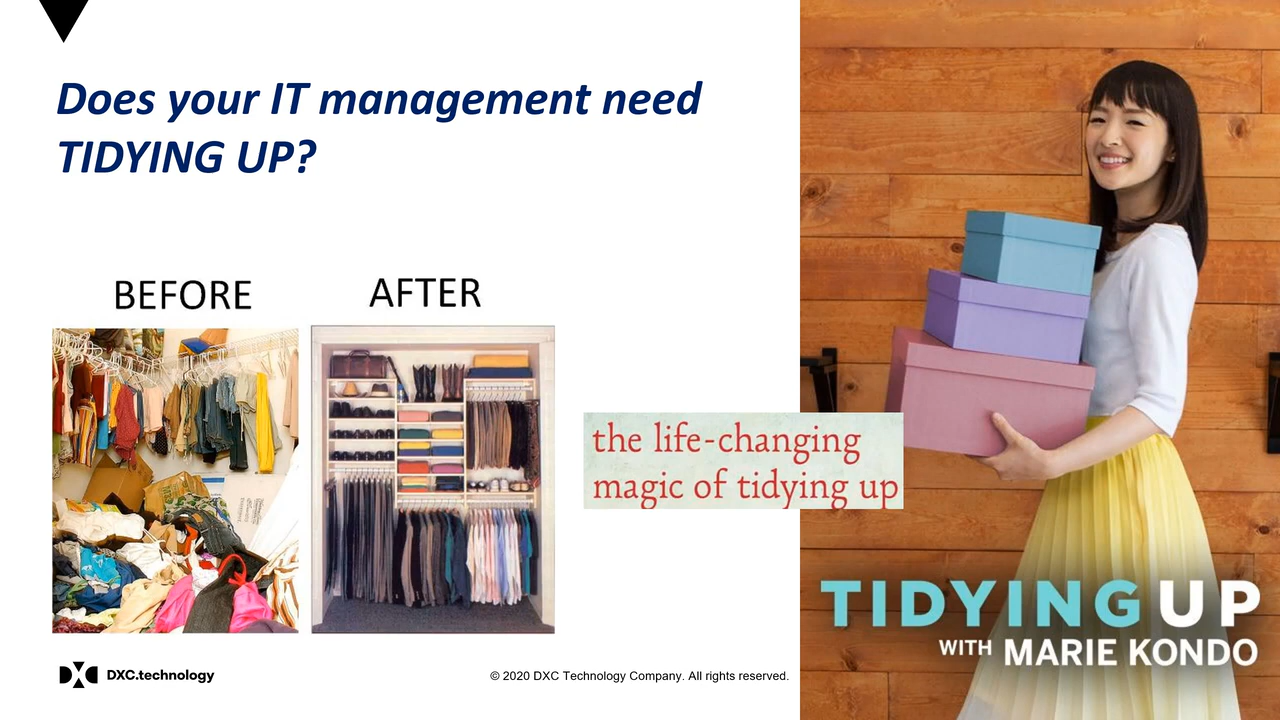 Does your IT management need
TIDYING UP?
BEFORE
AFTER
the life-changing
magic of tidying up
TIDYING UP
WITH MARIE KONDO
DXC.technology
© 2020 DXC Technology Company. All rights reserved.